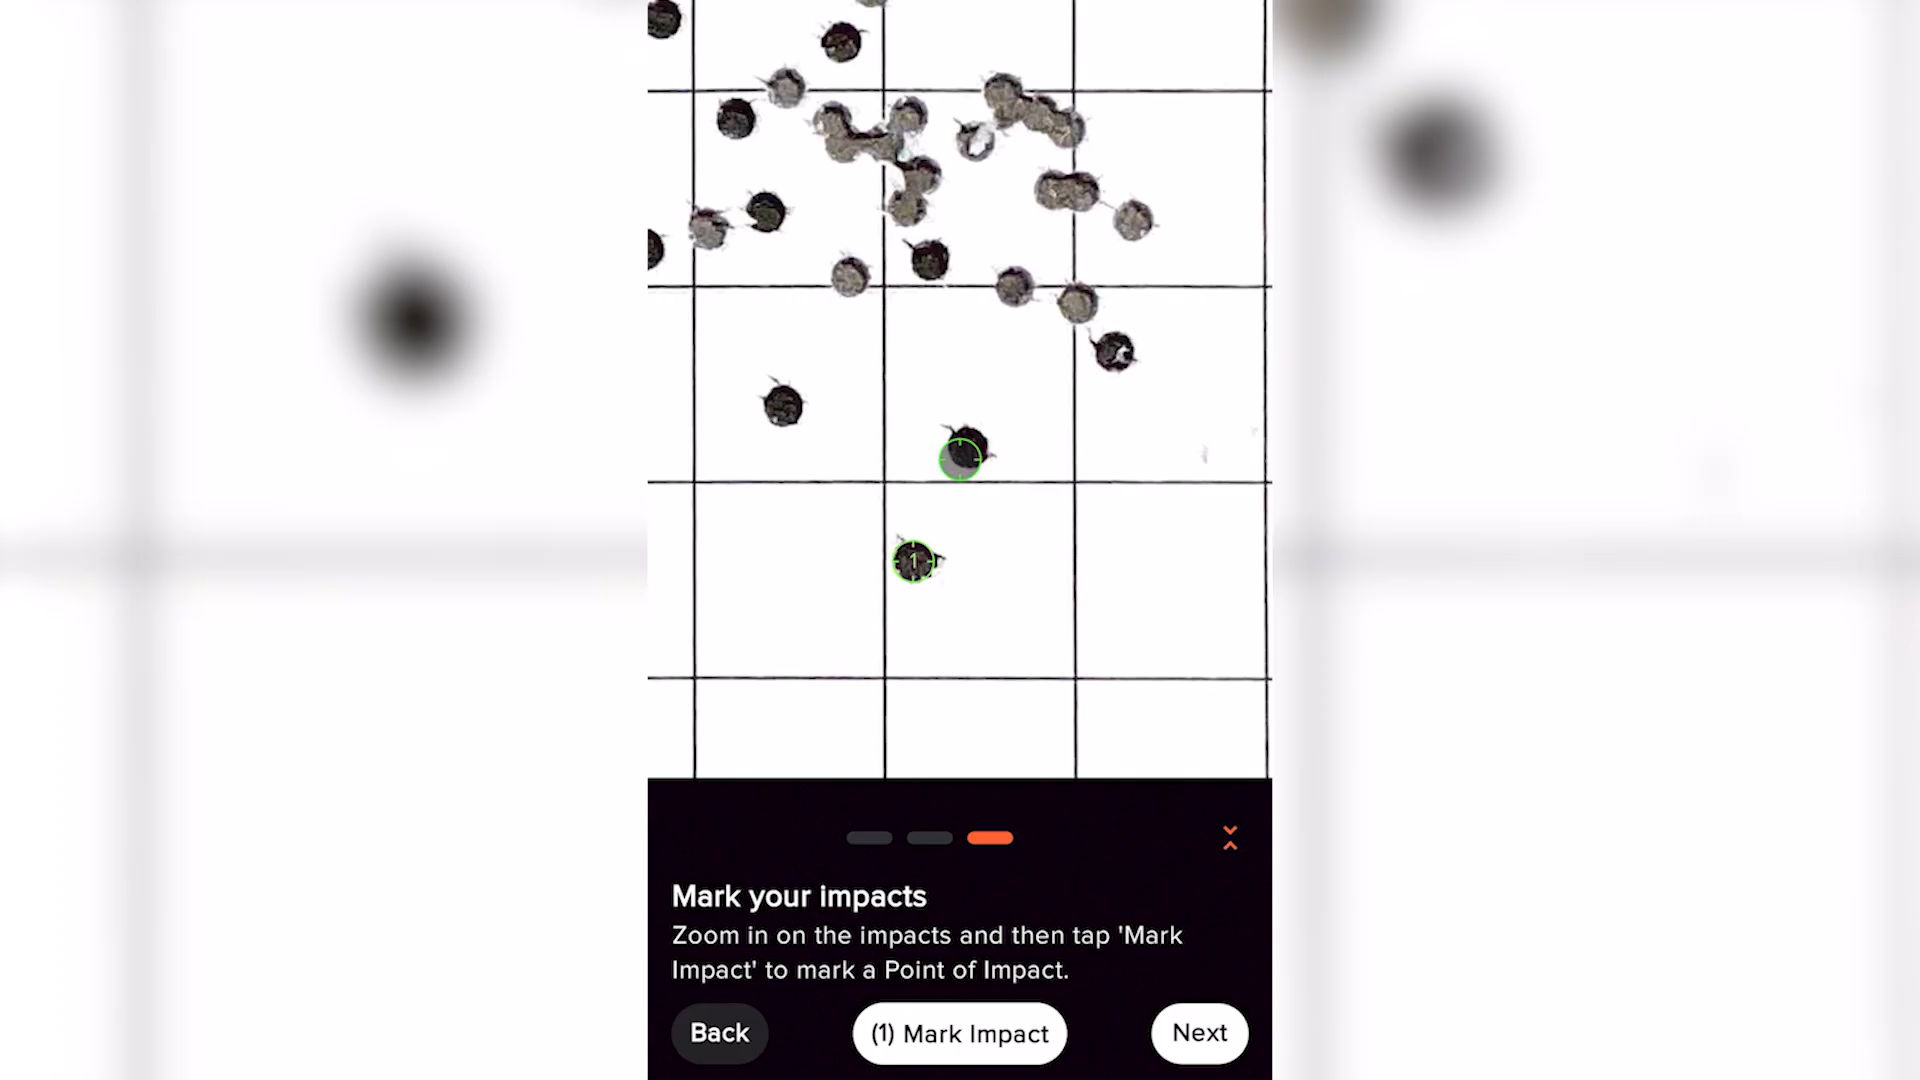 1
Mark your impacts
Zoom in on the impacts and then tap 'Mark
Impact' to mark a Point of Impact.
Back
(1) Mark Impact
Next